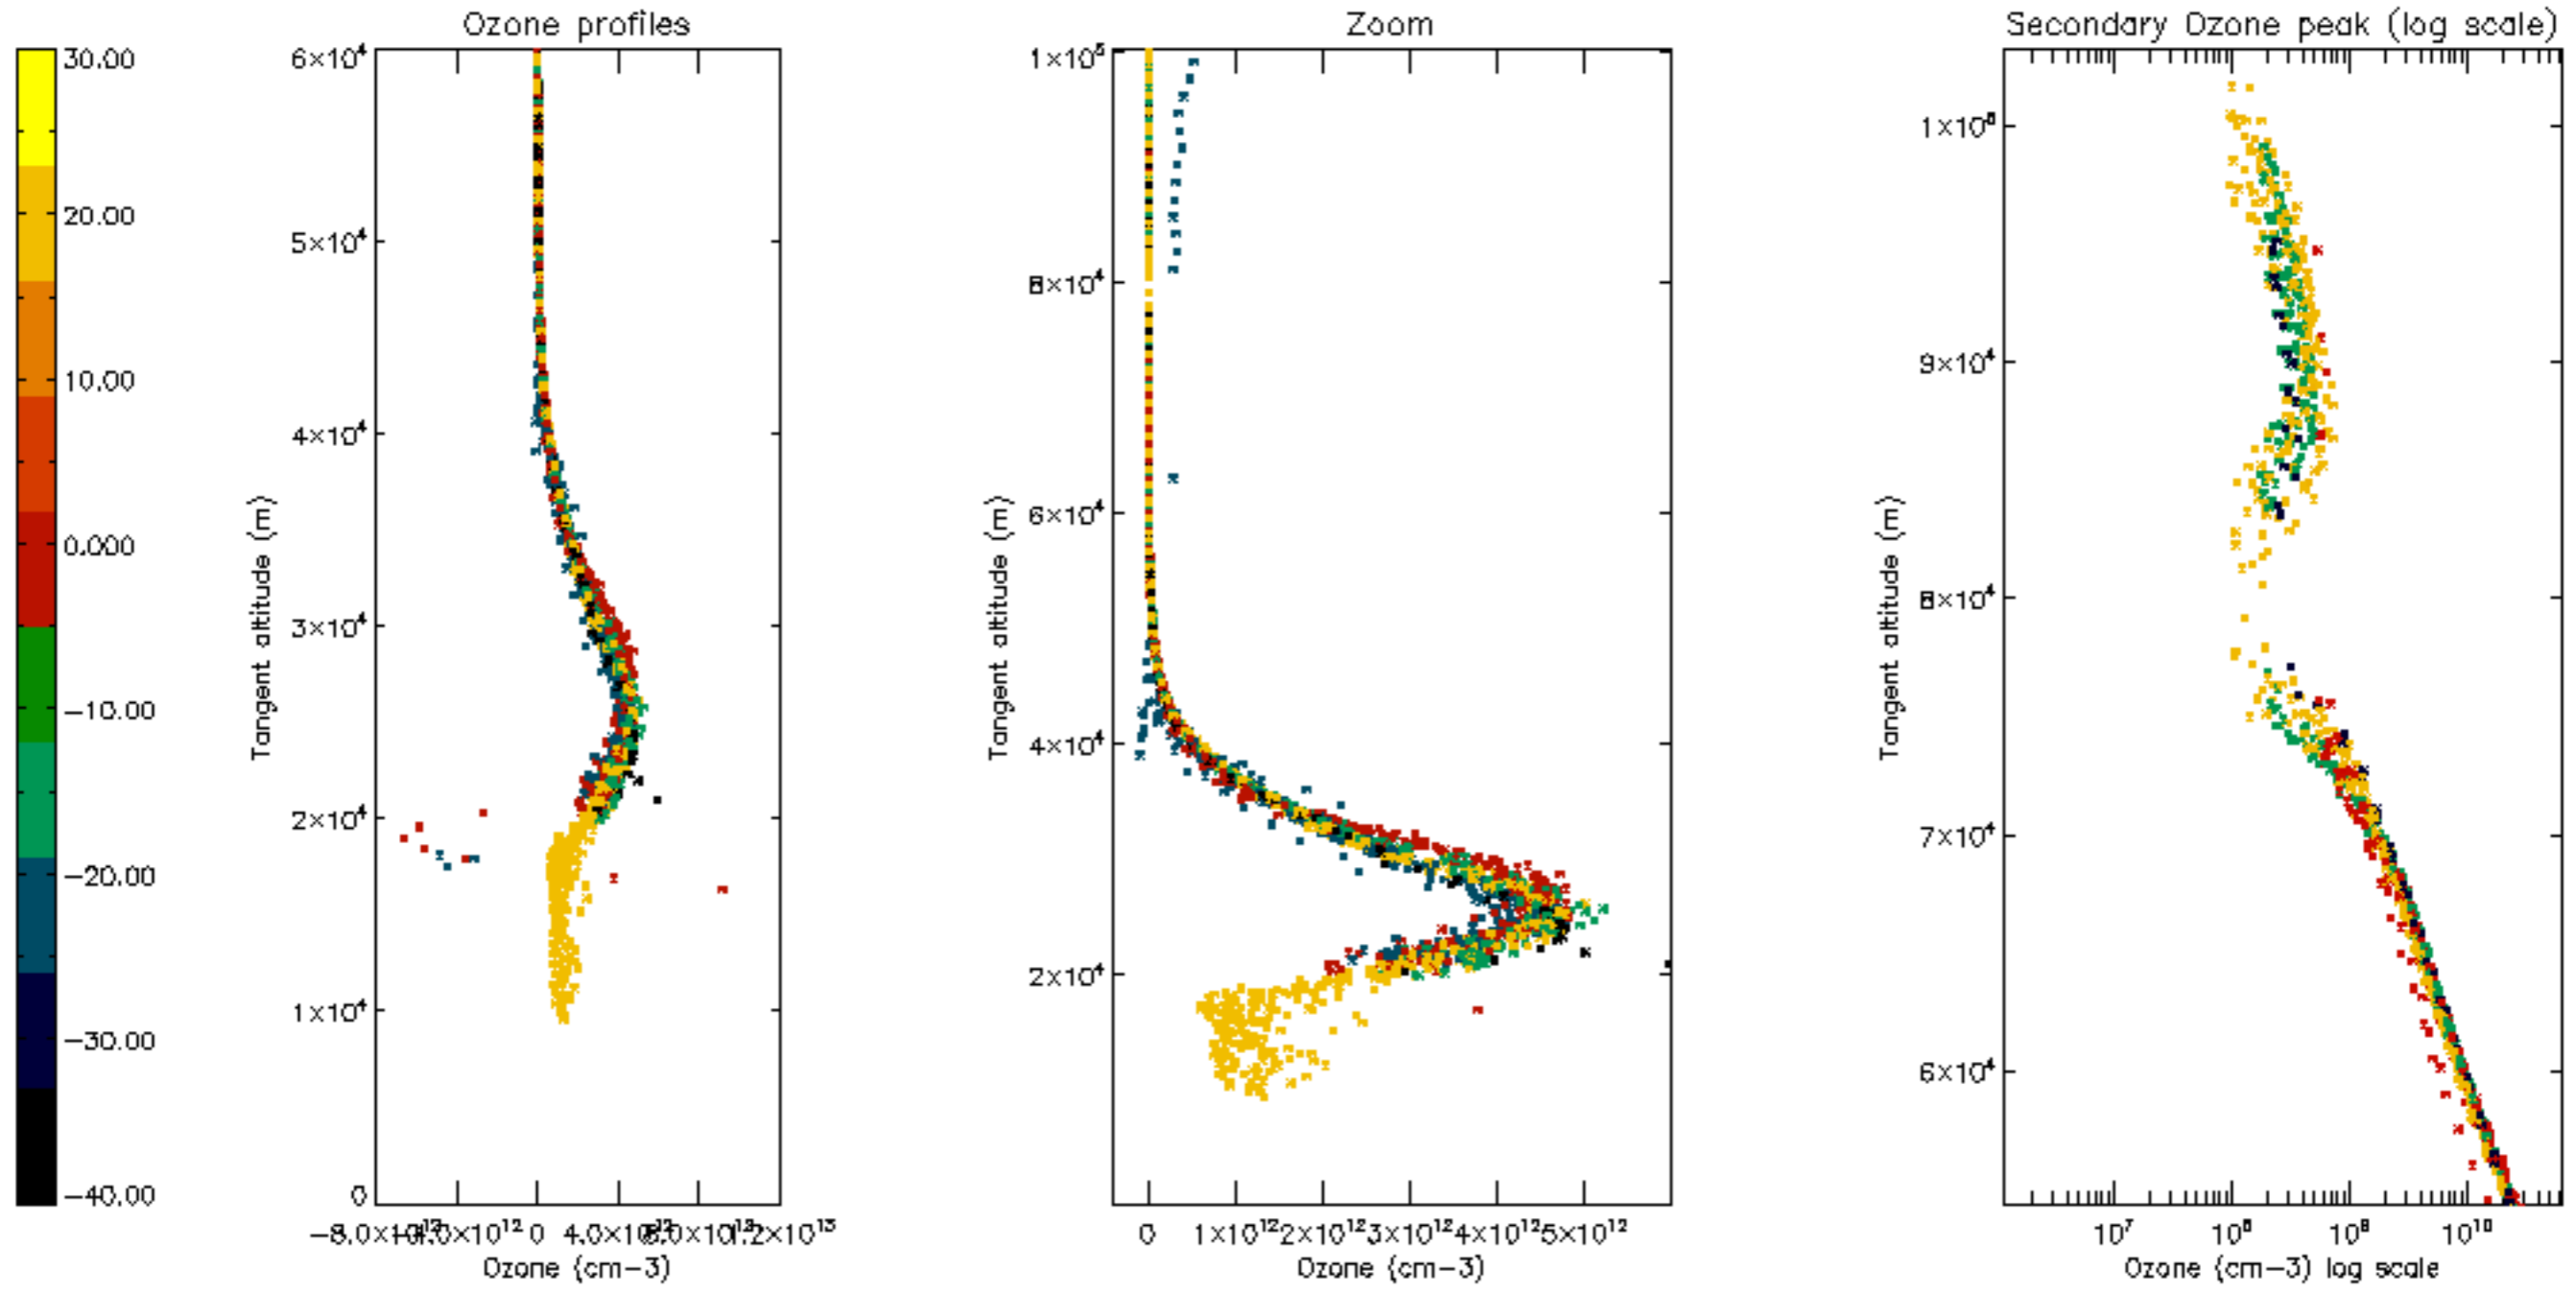 Ozone profiles
Zoom
Secondary Ozone peak (log scale)
30.00
20.00
10.00
0.000
−10.00
−20.00
−30.00
−40.00
Tangent altitude (m)
6×10⁴
5×10⁴
4×10⁴
3×10⁴
2×10⁴
1×10⁴
0
0
Ozone (cm−3)
Tangent altitude (m)
1×10⁵
8×10⁴
6×10⁴
4×10⁴
2×10⁴
0 1×10¹² 2×10¹² 3×10¹² 4×10¹² 5×10¹²
Ozone (cm−3)
Tangent altitude (m)
1×10⁵
9×10⁴
8×10⁴
7×10⁴
6×10⁴
10⁷ 10⁸ 10⁹ 10¹⁰
Ozone (cm−3) log scale